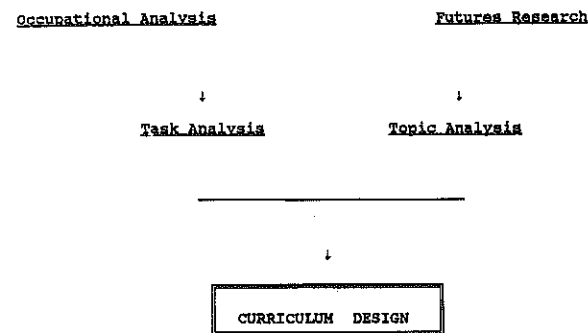 Occupational Analysis Futures Research
↓ ↓
Task Analysis Topic Analysis
↓
CURRICULUM DESIGN